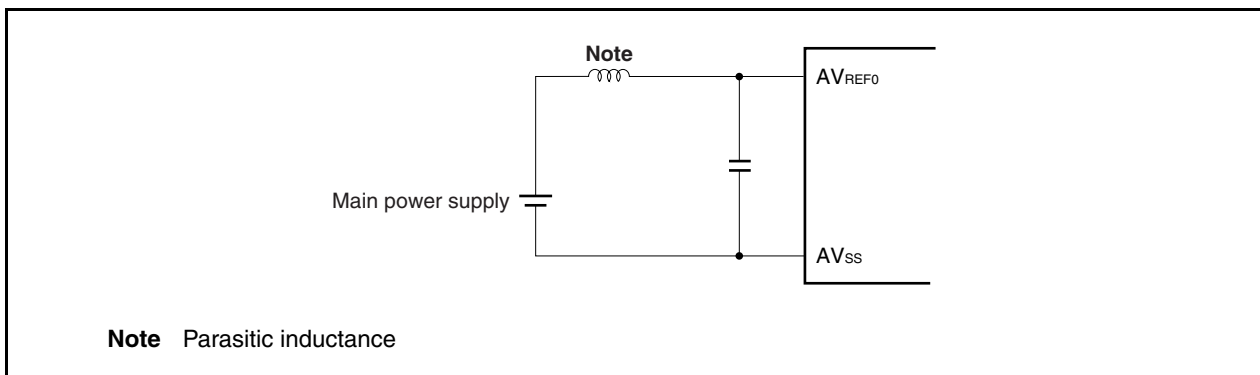 Note
AVREF0
Main power supply
AVSS
Note Parasitic inductance